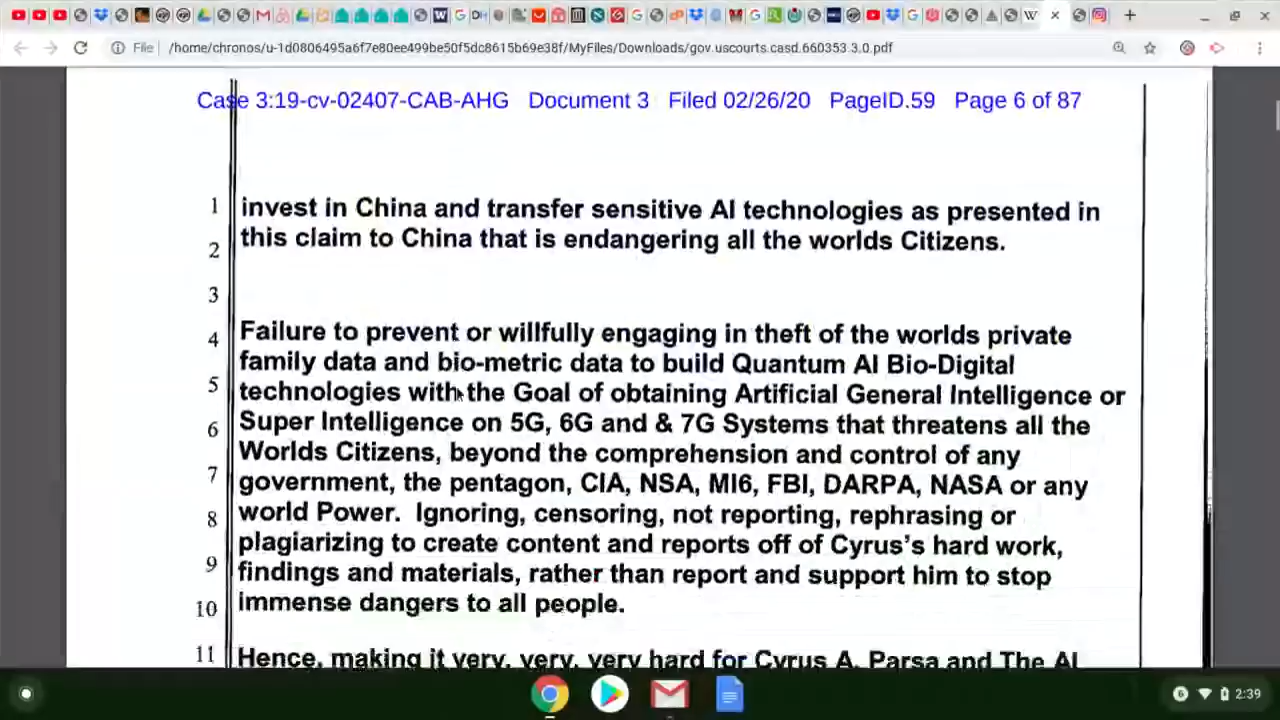 File /home/chronos/u-1d0806495a6f7e80ee499be50f5dc8615b69e38f/MyFiles/Downloads/gov.uscourts.casd.660353.3.0.pdf
Case 3:19-cv-02407-CAB-AHG Document 3 Filed 02/26/20 PageID.59 Page 6 of 87
1 invest in China and transfer sensitive AI technologies as presented in
2 this claim to China that is endangering all the worlds Citizens.
3
4 Failure to prevent or willfully engaging in theft of the worlds private
family data and bio-metric data to build Quantum AI Bio-Digital
5 technologies with the Goal of obtaining Artificial General Intelligence or
6 Super Intelligence on 5G, 6G and & 7G Systems that threatens all the
Worlds Citizens, beyond the comprehension and control of any
7 government, the pentagon, CIA, NSA, MI6, FBI, DARPA, NASA or any
8 world Power. Ignoring, censoring, not reporting, rephrasing or
plagiarizing to create content and reports off of Cyrus's hard work,
9 findings and materials, rather than report and support him to stop
10 immense dangers to all people.
11 Hence, making it very, very, very hard for Cyrus A. Parsa and The AI
2:39